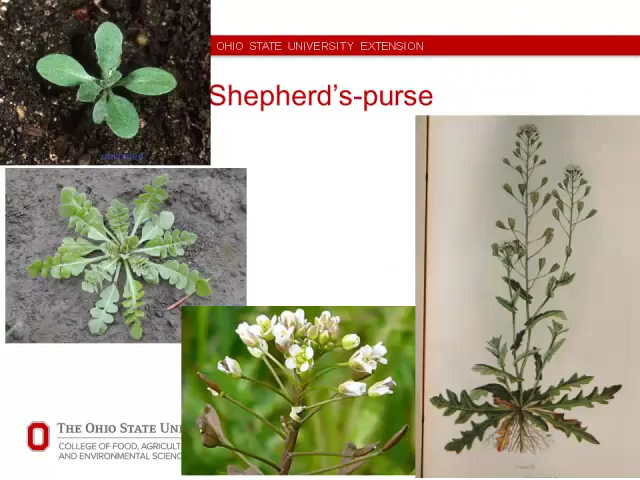 OHIO STATE UNIVERSITY EXTENSION
Shepherd's-purse
THE OHIO STATE UNI
COLLEGE OF FOOD, AGRICULT
AND ENVIRONMENTAL SCIENC